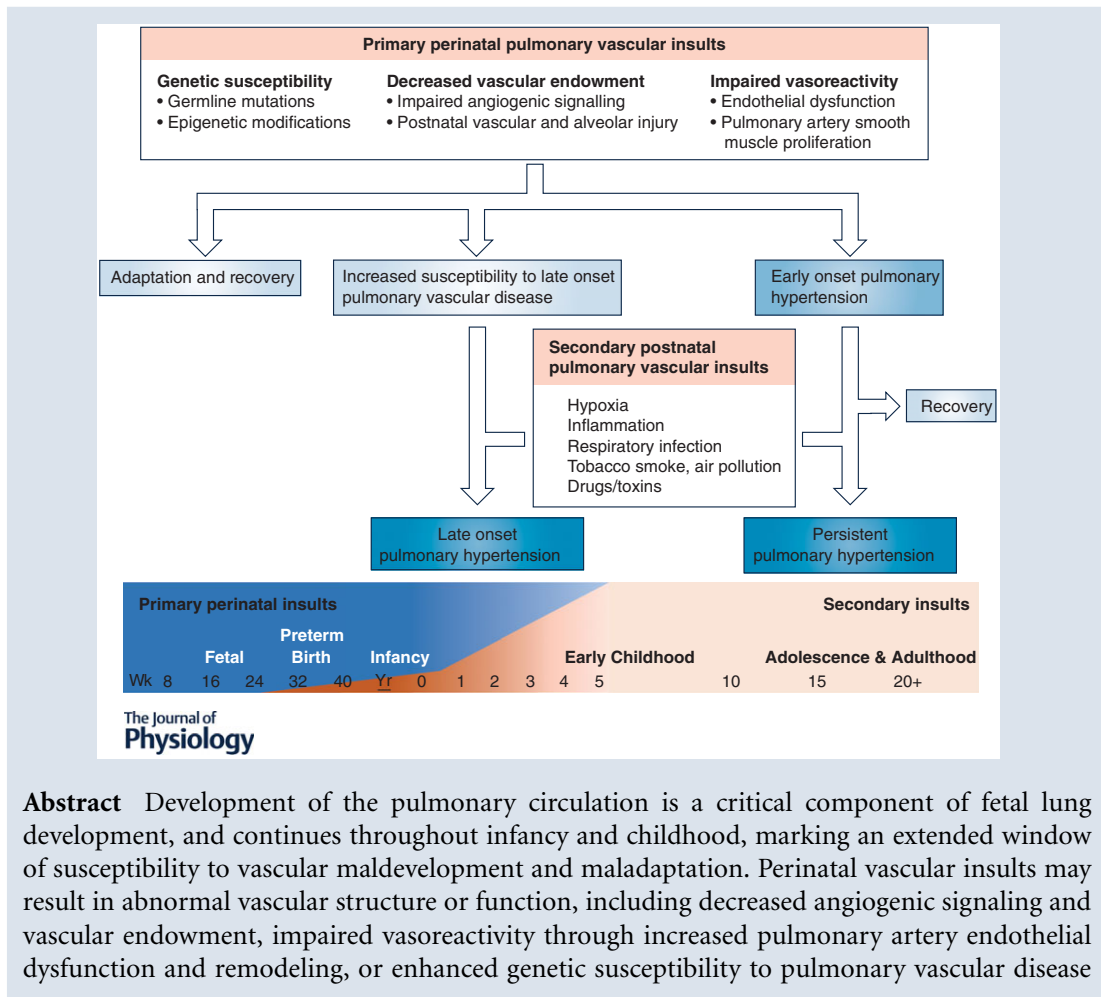 Primary perinatal pulmonary vascular insults
Genetic susceptibility
• Germline mutations
• Epigenetic modifications
Decreased vascular endowment
• Impaired angiogenic signalling
• Postnatal vascular and alveolar injury
Impaired vasoreactivity
• Endothelial dysfunction
• Pulmonary artery smooth
muscle proliferation
Adaptation and recovery
Increased susceptibility to late onset
pulmonary vascular disease
Early onset pulmonary
hypertension
Secondary postnatal
pulmonary vascular insults
Hypoxia
Inflammation
Respiratory infection
Tobacco smoke, air pollution
Drugs/toxins
Recovery
Late onset
pulmonary hypertension
Persistent
pulmonary hypertension
Primary perinatal insults
Secondary insults
Preterm
Fetal Birth Infancy Early Childhood Adolescence & Adulthood
Wk 8 16 24 32 40 Yr 0 1 2 3 4 5 10 15 20+
The Journal of
Physiology
Abstract Development of the pulmonary circulation is a critical component of fetal lung
development, and continues throughout infancy and childhood, marking an extended window
of susceptibility to vascular maldevelopment and maladaptation. Perinatal vascular insults may
result in abnormal vascular structure or function, including decreased angiogenic signaling and
vascular endowment, impaired vasoreactivity through increased pulmonary artery endothelial
dysfunction and remodeling, or enhanced genetic susceptibility to pulmonary vascular disease